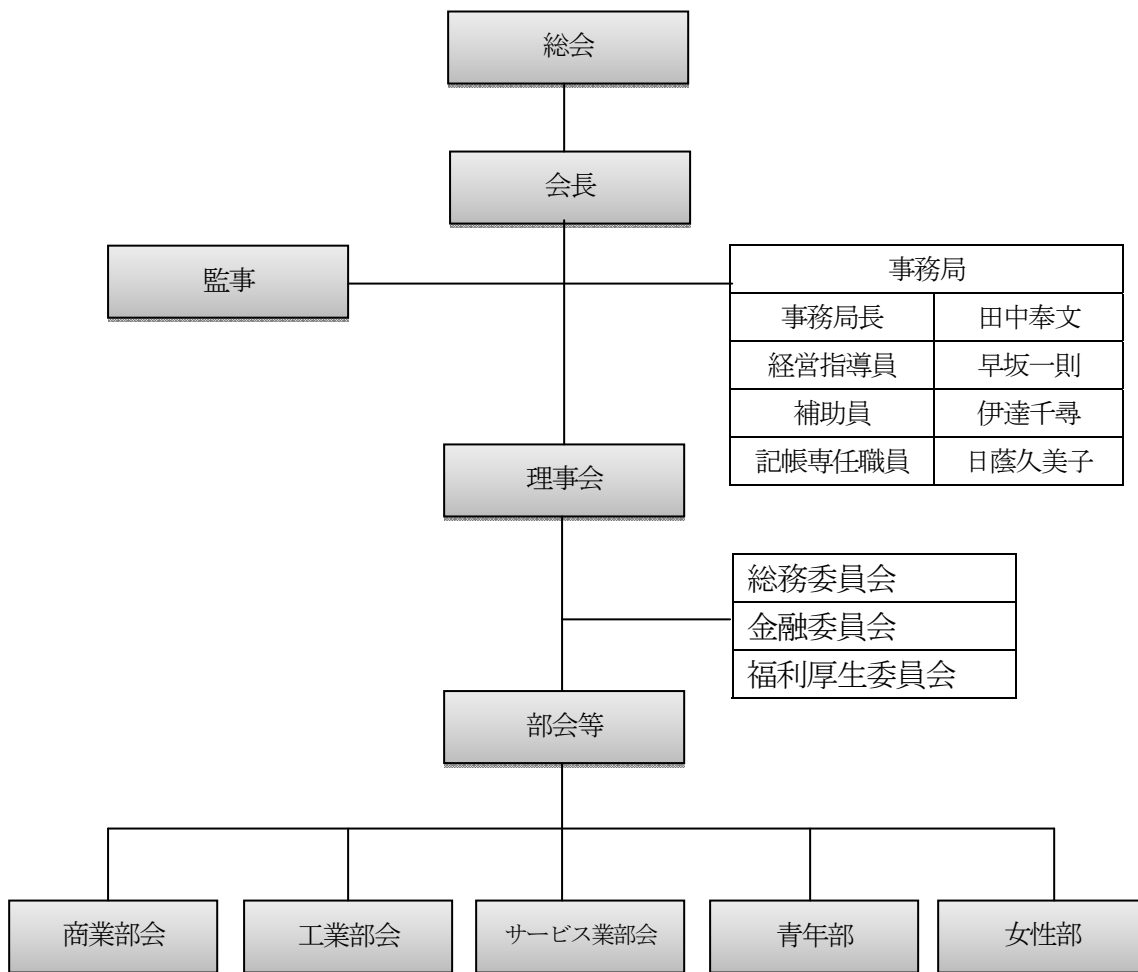 総会
会長
監事
事務局
事務局長 田中奉文
経営指導員 早坂一則
補助員 伊達千尋
記帳専任職員 日蔭久美子
理事会
総務委員会
金融委員会
福利厚生委員会
部会等
商業部会 工業部会 サービス業部会 青年部 女性部